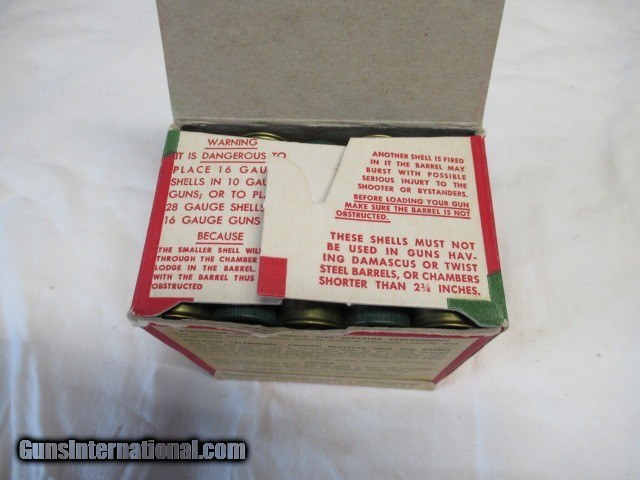 WARNING
IT IS DANGEROUS TO
PLACE 16 GAU
SHELLS IN 10 GAU
GUNS; OR TO PL
28 GAUGE SHELLS
16 GAUGE GUNS
BECAUSE
THE SMALLER SHELL WILL
THROUGH THE CHAMBER
LODGE IN THE BARREL.
WITH THE BARREL THUS
OBSTRUCTED
ANOTHER SHELL IS FIRED
IN IT THE BARREL MAY
BURST WITH POSSIBLE
SERIOUS INJURY TO THE
SHOOTER OR BYSTANDERS.
BEFORE LOADING YOUR GUN
MAKE SURE THE BARREL IS NOT
OBSTRUCTED.
THESE SHELLS MUST NOT
BE USED IN GUNS HAV-
ING DAMASCUS OR TWIST
STEEL BARRELS, OR CHAMBERS
SHORTER THAN 2¾ INCHES.
GunsInternational.com